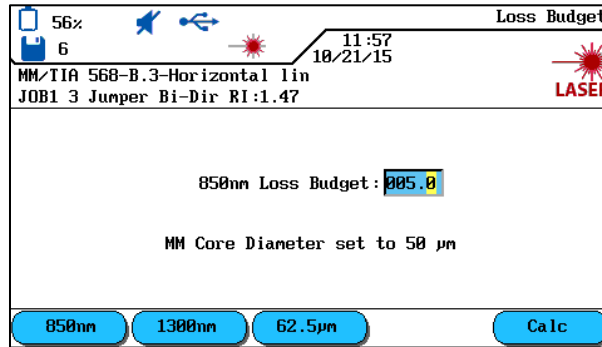 56%
Loss Budget
6
11:57
10/21/15
MM/TIA 568-B.3-Horizontal lin
JOB1 3 Jumper Bi-Dir RI:1.47
LASER
850nm Loss Budget:005.0
MM Core Diameter set to 50 µm
850nm
1300nm
62.5µm
Calc